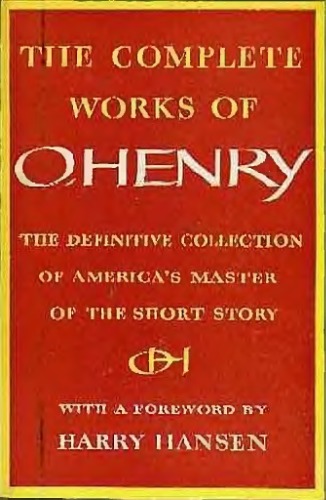 THE COMPLETE
WORKS OF
O. HENRY
THE DEFINITIVE COLLECTION
OF AMERICA'S MASTER
OF THE SHORT STORY
OH
WITH A FOREWORD BY
HARRY HANSEN